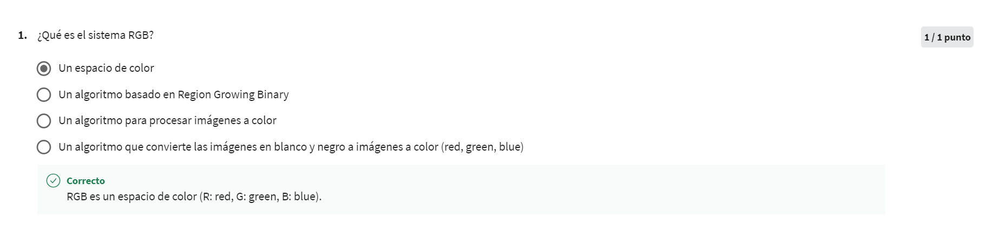 1. ¿Qué es el sistema RGB?
1 / 1 punto
Un espacio de color
Un algoritmo basado en Region Growing Binary
Un algoritmo para procesar imágenes a color
Un algoritmo que convierte las imágenes en blanco y negro a imágenes a color (red, green, blue)
Correcto
RGB es un espacio de color (R: red, G: green, B: blue).